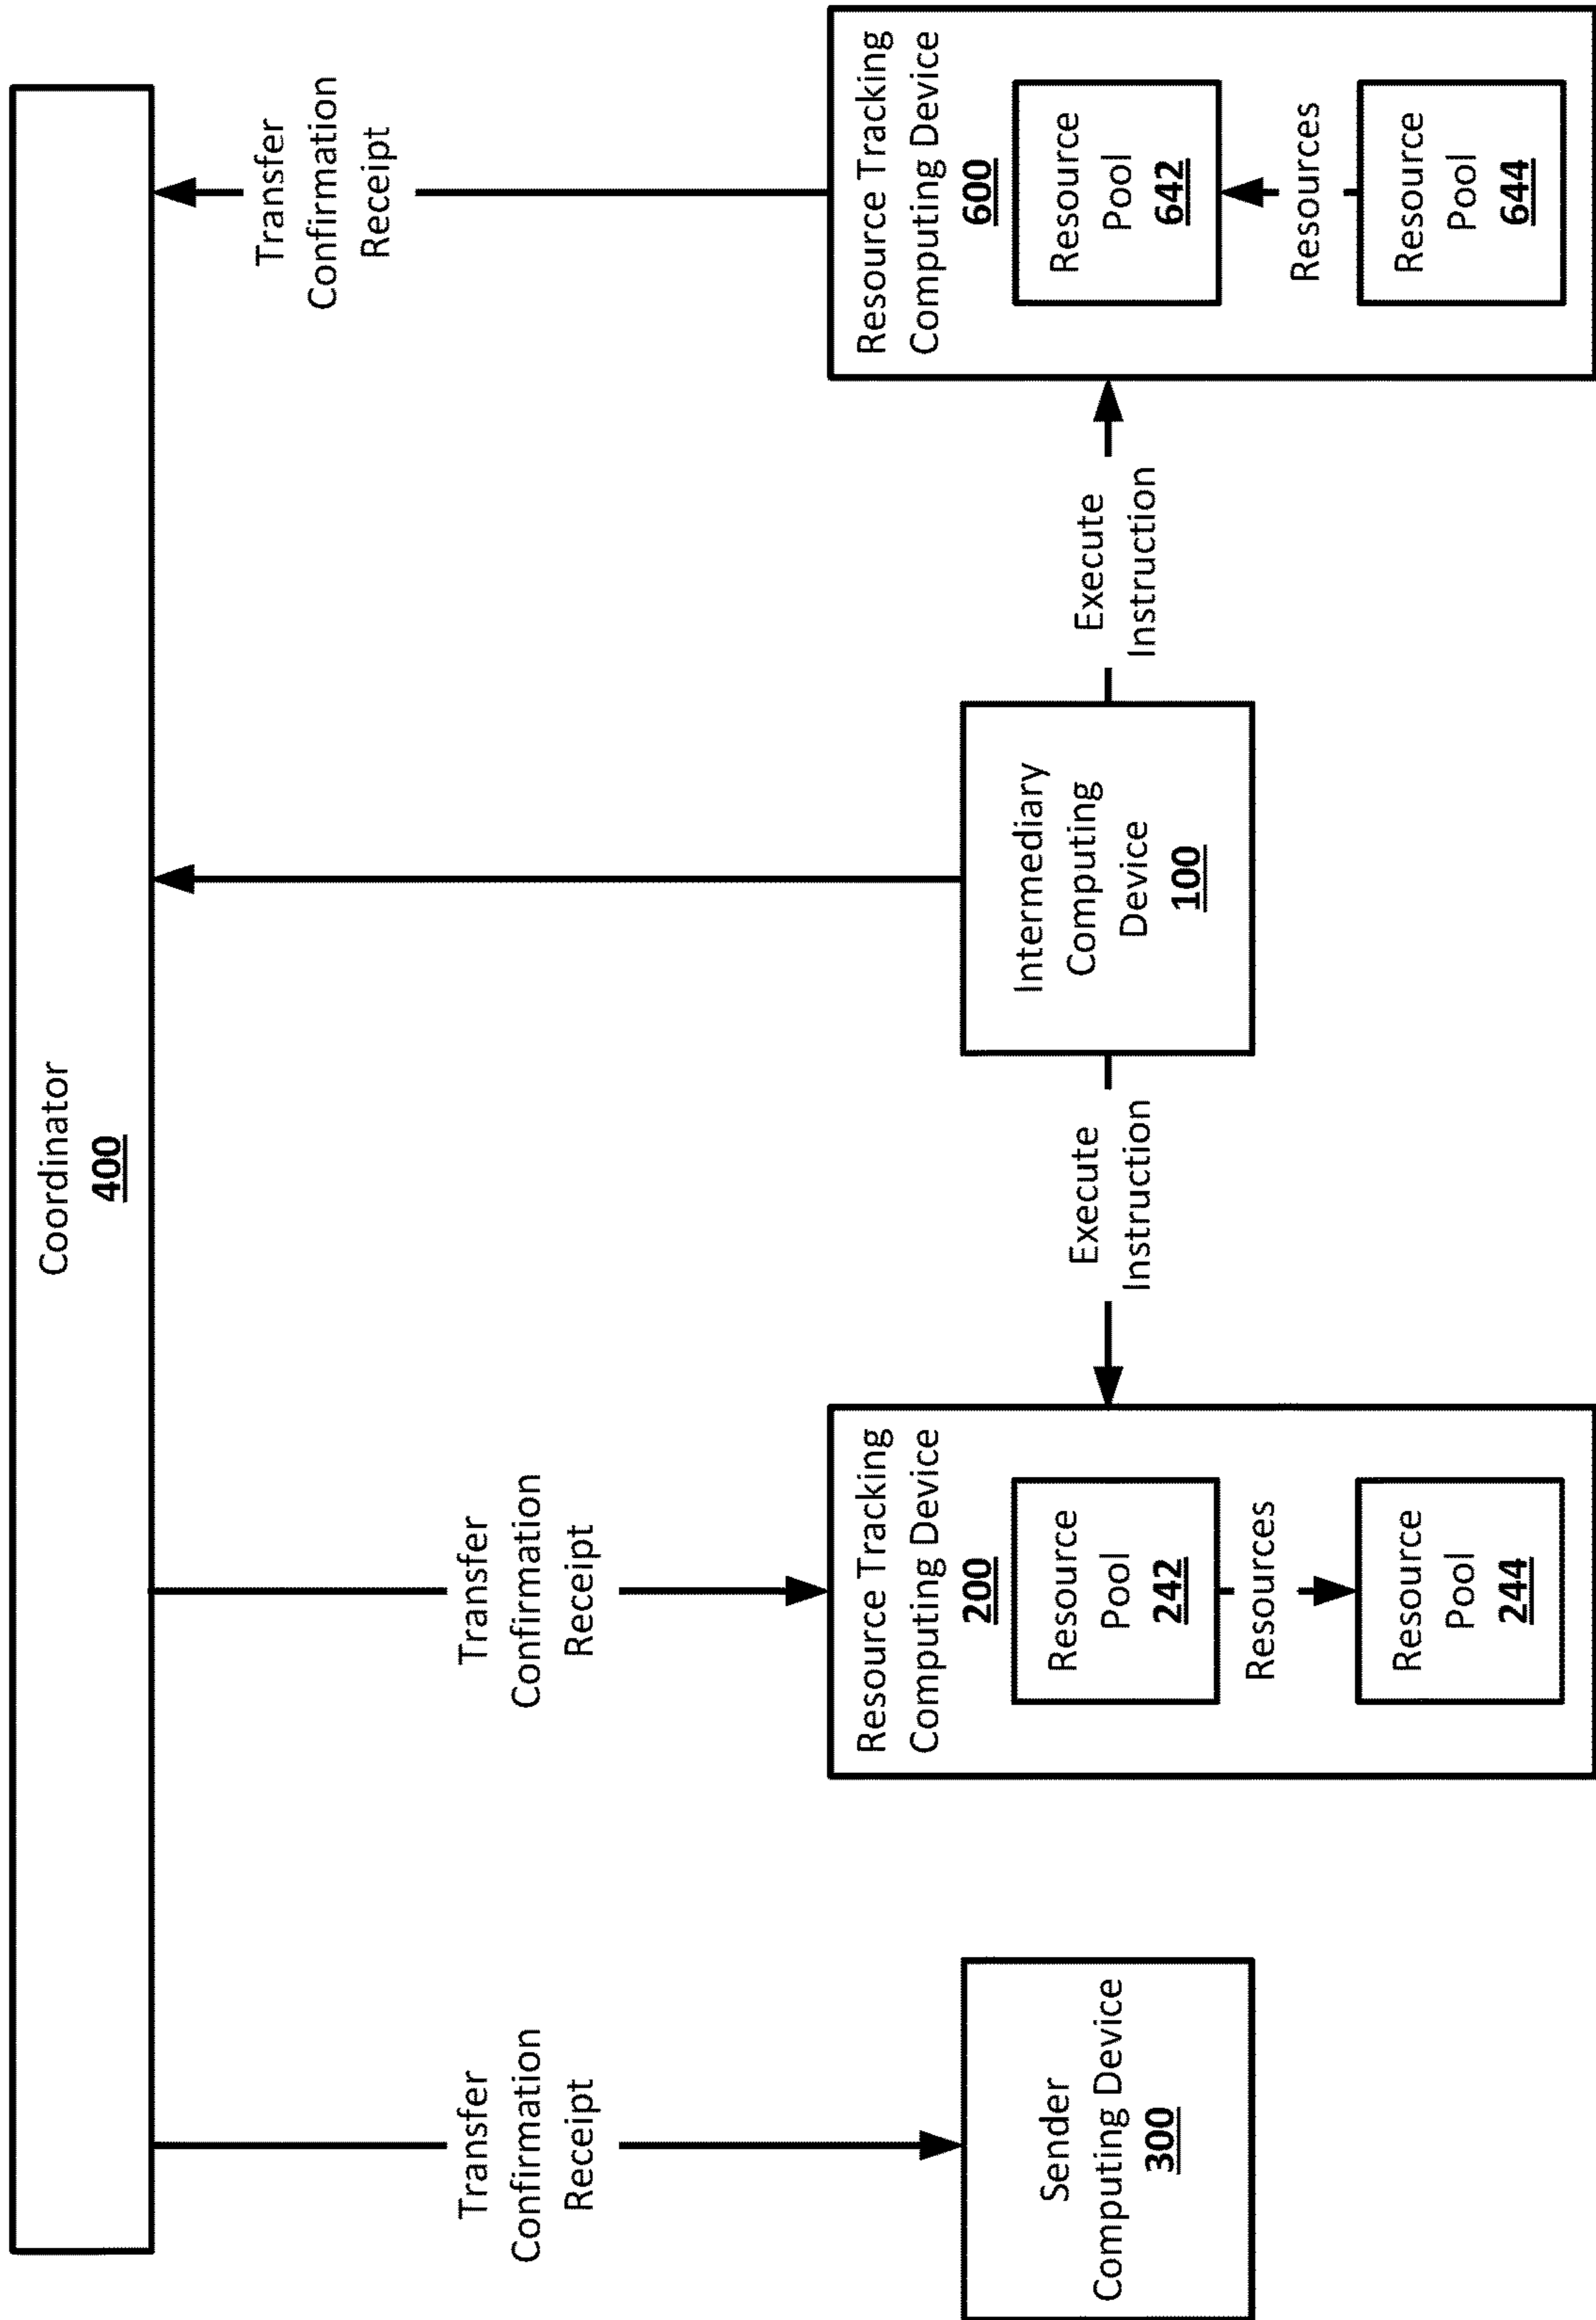 Coordinator
400
Transfer
Confirmation
Receipt
Transfer
Confirmation
Receipt
Transfer
Confirmation
Receipt
Sender
Computing Device
300
Resource Tracking
Computing Device
200
Resource
Pool
242
Resources
Resource
Pool
244
Execute
Instruction
Intermediary
Computing
Device
100
Execute
Instruction
Resource Tracking
Computing Device
600
Resource
Pool
642
Resources
Resource
Pool
644